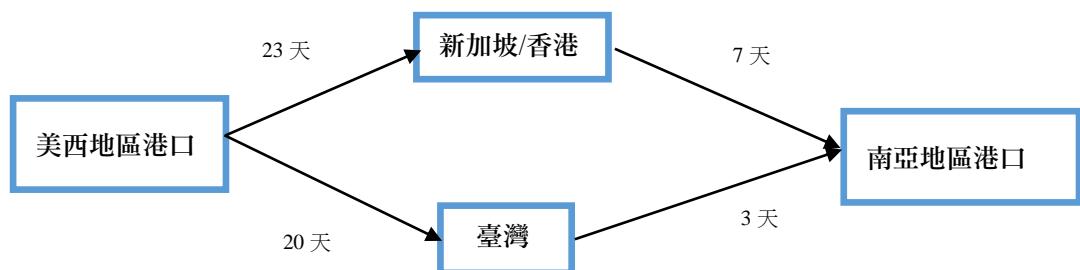 23 天
新加坡/香港
7 天
美西地區港口
南亞地區港口
20 天
臺灣
3 天